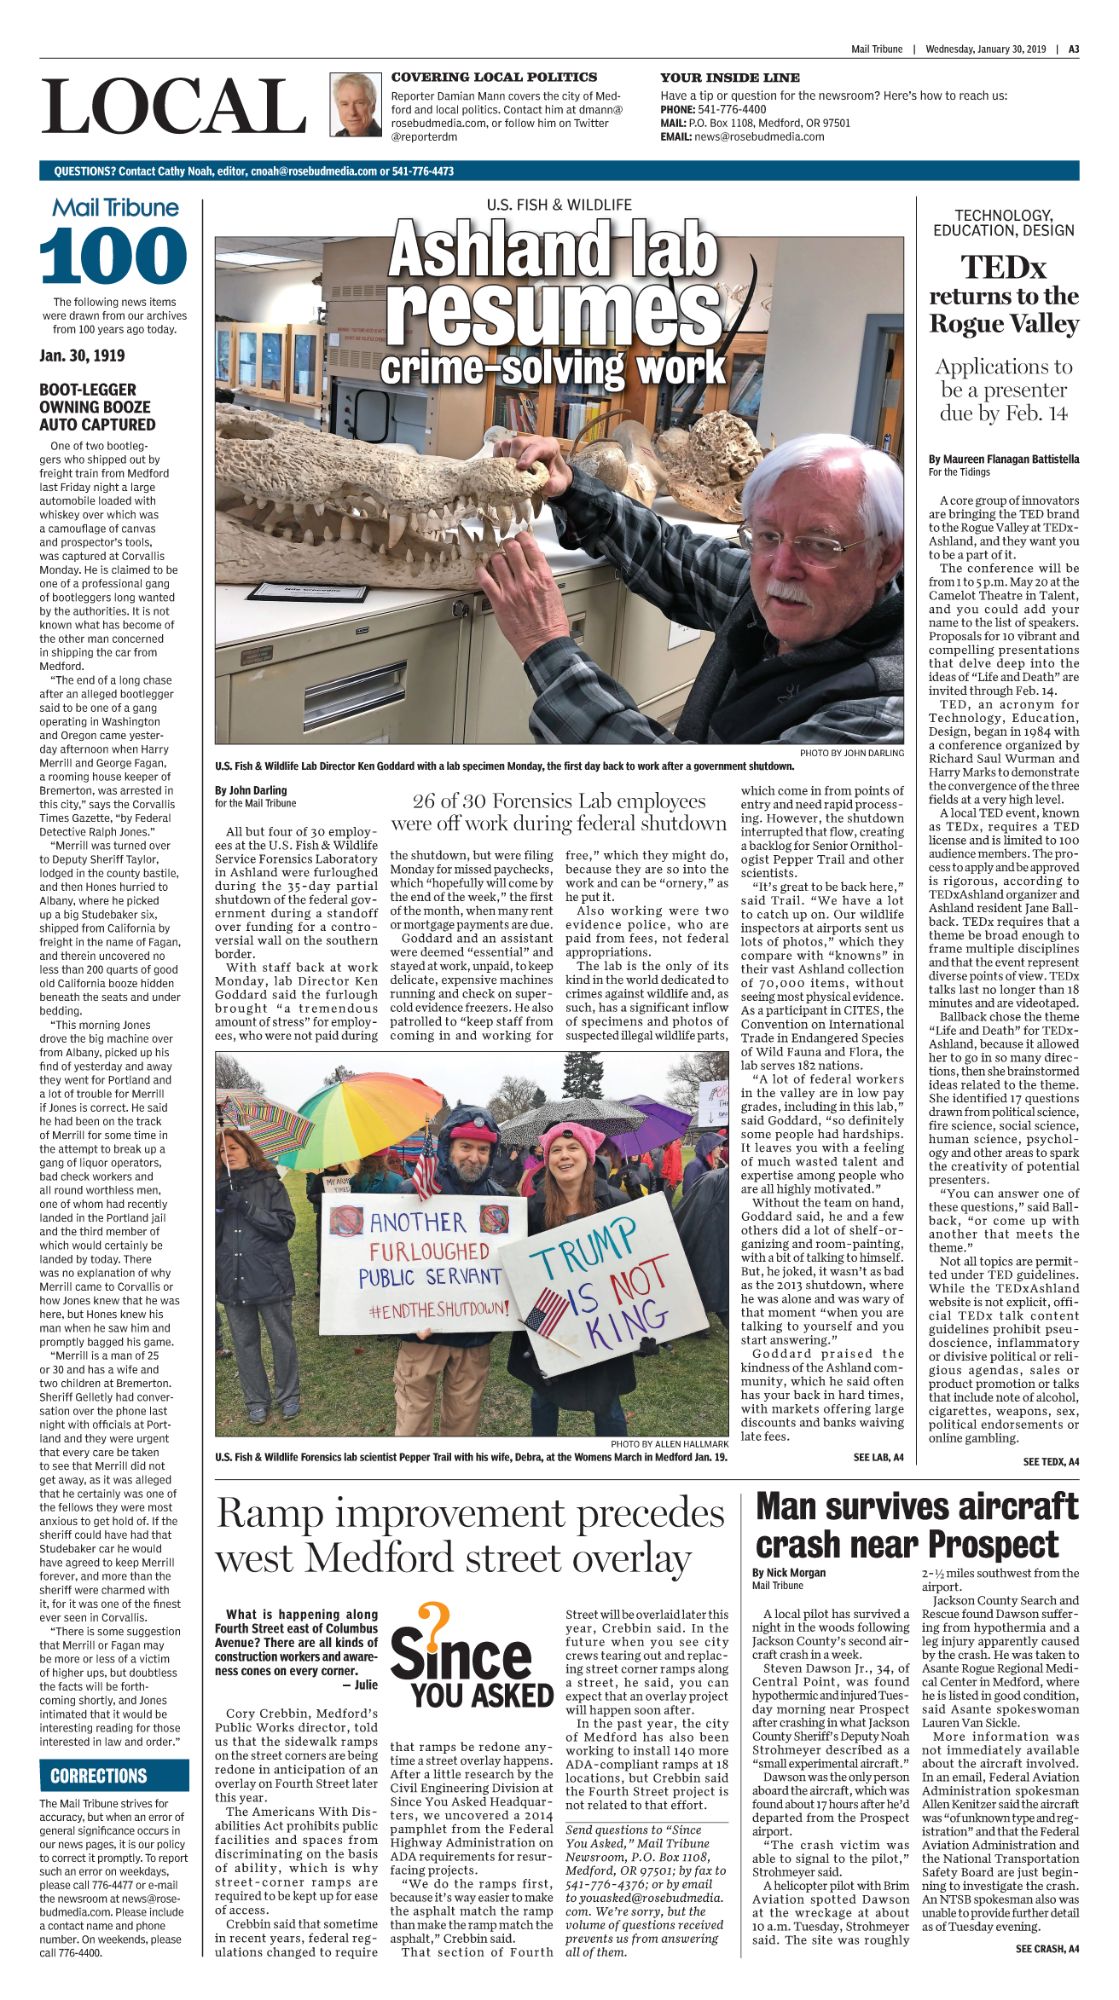 Mail Tribune | Wednesday, January 30, 2019 | A3
LOCAL
COVERING LOCAL POLITICS
Reporter Damian Mann covers the city of Med-
ford and local politics. Contact him at dmann@
rosebudmedia.com, or follow him on Twitter
@reporterdm
YOUR INSIDE LINE
Have a tip or question for the newsroom? Here's how to reach us:
PHONE: 541-776-4400
MAIL: P.O. Box 1108, Medford, OR 97501
EMAIL: news@rosebudmedia.com
QUESTIONS? Contact Cathy Noah, editor, cnoah@rosebudmedia.com or 541-776-4473
Mail Tribune
100
The following news items
were drawn from our archives
from 100 years ago today.
Jan. 30, 1919
BOOT-LEGGER
OWNING BOOZE
AUTO CAPTURED
One of two bootleg-
gers who shipped out by
freight train from Medford
last Friday night a large
automobile loaded with
whiskey over which was
a camouflage of canvas
and prospector's tools,
was captured at Corvallis
Monday. He is claimed to be
one of a professional gang
of bootleggers long wanted
by the authorities. It is not
known what has become of
the other man concerned
in shipping the car from
Medford.
"The end of a long chase
after an alleged bootlegger
said to be one of a gang
operating in Washington
and Oregon came yester-
day afternoon when Harry
Merrill and George Fagan,
a rooming house keeper of
Bremerton, was arrested in
this city," says the Corvallis
Times Gazette, "by Federal
Detective Ralph Jones."
"Merrill was turned over
to Deputy Sheriff Taylor,
lodged in the county bastile,
and then Hones hurried to
Albany, where he picked
up a big Studebaker six,
shipped from California by
freight in the name of Fagan,
and therein uncovered no
less than 200 quarts of good
old California booze hidden
beneath the seats and under
bedding.
"This morning Jones
drove the big machine over
from Albany, picked up his
find of yesterday and away
they went for Portland and
a lot of trouble for Merrill
if Jones is correct. He said
he had been on the track
of Merrill for some time in
the attempt to break up a
gang of liquor operators,
bad check workers and
all round worthless men,
one of whom had recently
landed in the Portland jail
and the third member of
which would certainly be
landed by today. There
was no explanation of why
Merrill came to Corvallis or
how Jones knew that he was
here, but Hones knew his
man when he saw him and
promptly bagged his game.
"Merrill is a man of 25
or 30 and has a wife and
two children at Bremerton.
Sheriff Gelletly had conver-
sation over the phone last
night with officials at Port-
land and they were urgent
that every care be taken
to see that Merrill did not
get away, as it was alleged
that he certainly was one of
the fellows they were most
anxious to get hold of. If the
sheriff could have had that
Studebaker car he would
have agreed to keep Merrill
forever, and more than the
sheriff were charmed with
it, for it was one of the finest
ever seen in Corvallis.
"There is some suggestion
that Merrill or Fagan may
be more or less of a victim
of higher ups, but doubtless
the facts will be forth-
coming shortly, and Jones
intimated that it would be
interesting reading for those
interested in law and order."
CORRECTIONS
The Mail Tribune strives for
accuracy, but when an error of
general significance occurs in
our news pages, it is our policy
to correct it promptly. To report
such an error on weekdays,
please call 776-4477 or e-mail
the newsroom at news@rose-
budmedia.com. Please include
a contact name and phone
number. On weekends, please
call 776-4400.
U.S. FISH & WILDLIFE
Ashland lab
resumes
crime-solving work
PHOTO BY JOHN DARLING
U.S. Fish & Wildlife Lab Director Ken Goddard with a lab specimen Monday, the first day back to work after a government shutdown.
By John Darling
for the Mail Tribune
26 of 30 Forensics Lab employees
were off work during federal shutdown
All but four of 30 employ-
ees at the U.S. Fish & Wildlife
Service Forensics Laboratory
in Ashland were furloughed
during the 35-day partial
shutdown of the federal gov-
ernment during a standoff
over funding for a contro-
versial wall on the southern
border.
With staff back at work
Monday, lab Director Ken
Goddard said the furlough
brought "a tremendous
amount of stress" for employ-
ees, who were not paid during
the shutdown, but were filing
Monday for missed paychecks,
which "hopefully will come by
the end of the week," the first
of the month, when many rent
or mortgage payments are due.
Goddard and an assistant
were deemed "essential" and
stayed at work, unpaid, to keep
delicate, expensive machines
running and check on super-
cold evidence freezers. He also
patrolled to "keep staff from
coming in and working for
free," which they might do,
because they are so into the
work and can be "ornery," as
he put it.
Also working were two
evidence police, who are
paid from fees, not federal
appropriations.
The lab is the only of its
kind in the world dedicated to
crimes against wildlife and, as
such, has a significant inflow
of specimens and photos of
suspected illegal wildlife parts,
which come in from points of
entry and need rapid process-
ing. However, the shutdown
interrupted that flow, creating
a backlog for Senior Ornithol-
ogist Pepper Trail and other
scientists.
"It's great to be back here,"
said Trail. "We have a lot
to catch up on. Our wildlife
inspectors at airports sent us
lots of photos," which they
compare with "knowns" in
their vast Ashland collection
of 70,000 items, without
seeing most physical evidence.
As a participant in CITES, the
Convention on International
Trade in Endangered Species
of Wild Fauna and Flora, the
lab serves 182 nations.
"A lot of federal workers
in the valley are in low pay
grades, including in this lab,"
said Goddard, "so definitely
some people had hardships.
It leaves you with a feeling
of much wasted talent and
expertise among people who
are all highly motivated."
Without the team on hand,
Goddard said, he and a few
others did a lot of shelf-or-
ganizing and room-painting,
with a bit of talking to himself.
But, he joked, it wasn't as bad
as the 2013 shutdown, where
he was alone and was wary of
that moment "when you are
talking to yourself and you
start answering."
Goddard praised the
kindness of the Ashland com-
munity, which he said often
has your back in hard times,
with markets offering large
discounts and banks waiving
late fees.
SEE LAB, A4
ANOTHER
FURLOUGHED
PUBLIC SERVANT
#ENDTHESHUTDOWN!
TRUMP
IS NOT
KING
PHOTO BY ALLEN HALLMARK
U.S. Fish & Wildlife Forensics lab scientist Pepper Trail with his wife, Debra, at the Womens March in Medford Jan. 19.
TECHNOLOGY,
EDUCATION, DESIGN
TEDx
returns to the
Rogue Valley
Applications to
be a presenter
due by Feb. 14
By Maureen Flanagan Battistella
For the Tidings
A core group of innovators
are bringing the TED brand
to the Rogue Valley at TEDx-
Ashland, and they want you
to be a part of it.
The conference will be
from 1 to 5 p.m. May 20 at the
Camelot Theatre in Talent,
and you could add your
name to the list of speakers.
Proposals for 10 vibrant and
compelling presentations
that delve deep into the
ideas of "Life and Death" are
invited through Feb. 14.
TED, an acronym for
Technology, Education,
Design, began in 1984 with
a conference organized by
Richard Saul Wurman and
Harry Marks to demonstrate
the convergence of the three
fields at a very high level.
A local TED event, known
as TEDx, requires a TED
license and is limited to 100
audience members. The pro-
cess to apply and be approved
is rigorous, according to
TEDxAshland organizer and
Ashland resident Jane Ball-
back. TEDx requires that a
theme be broad enough to
frame multiple disciplines
and that the event represent
diverse points of view. TEDx
talks last no longer than 18
minutes and are videotaped.
Ballback chose the theme
"Life and Death" for TEDx-
Ashland, because it allowed
her to go in so many direc-
tions, then she brainstormed
ideas related to the theme.
She identified 17 questions
drawn from political science,
fire science, social science,
human science, psychol-
ogy and other areas to spark
the creativity of potential
presenters.
"You can answer one of
these questions," said Ball-
back, "or come up with
another that meets the
theme."
Not all topics are permit-
ted under TED guidelines.
While the TEDxAshland
website is not explicit, offi-
cial TEDx talk content
guidelines prohibit pseu-
doscience, inflammatory
or divisive political or reli-
gious agendas, sales or
product promotion or talks
that include note of alcohol,
cigarettes, weapons, sex,
political endorsements or
online gambling.
SEE TEDX, A4
Ramp improvement precedes
west Medford street overlay
What is happening along
Fourth Street east of Columbus
Avenue? There are all kinds of
construction workers and aware-
ness cones on every corner.
— Julie
Cory Crebbin, Medford's
Public Works director, told
us that the sidewalk ramps
on the street corners are being
redone in anticipation of an
overlay on Fourth Street later
this year.
The Americans With Dis-
abilities Act prohibits public
facilities and spaces from
discriminating on the basis
of ability, which is why
street-corner ramps are
required to be kept up for ease
of access.
Crebbin said that sometime
in recent years, federal reg-
ulations changed to require
?
Since
YOU ASKED
that ramps be redone any-
time a street overlay happens.
After a little research by the
Civil Engineering Division at
Since You Asked Headquar-
ters, we uncovered a 2014
pamphlet from the Federal
Highway Administration on
ADA requirements for resur-
facing projects.
"We do the ramps first,
because it's way easier to make
the asphalt match the ramp
than make the ramp match the
asphalt," Crebbin said.
That section of Fourth
Street will be overlaid later this
year, Crebbin said. In the
future when you see city
crews tearing out and replac-
ing street corner ramps along
a street, he said, you can
expect that an overlay project
will happen soon after.
In the past year, the city
of Medford has also been
working to install 140 more
ADA-compliant ramps at 18
locations, but Crebbin said
the Fourth Street project is
not related to that effort.
Send questions to "Since
You Asked," Mail Tribune
Newsroom, P.O. Box 1108,
Medford, OR 97501; by fax to
541-776-4376; or by email
to youasked@rosebudmedia.
com. We're sorry, but the
volume of questions received
prevents us from answering
all of them.
Man survives aircraft
crash near Prospect
By Nick Morgan
Mail Tribune
A local pilot has survived a
night in the woods following
Jackson County's second air-
craft crash in a week.
Steven Dawson Jr., 34, of
Central Point, was found
hypothermic and injured Tues-
day morning near Prospect
after crashing in what Jackson
County Sheriff's Deputy Noah
Strohmeyer described as a
"small experimental aircraft."
Dawson was the only person
aboard the aircraft, which was
found about 17 hours after he'd
departed from the Prospect
airport.
"The crash victim was
able to signal to the pilot,"
Strohmeyer said.
A helicopter pilot with Brim
Aviation spotted Dawson
at the wreckage at about
10 a.m. Tuesday, Strohmeyer
said. The site was roughly
2-½ miles southwest from the
airport.
Jackson County Search and
Rescue found Dawson suffer-
ing from hypothermia and a
leg injury apparently caused
by the crash. He was taken to
Asante Rogue Regional Medi-
cal Center in Medford, where
he is listed in good condition,
said Asante spokeswoman
Lauren Van Sickle.
More information was
not immediately available
about the aircraft involved.
In an email, Federal Aviation
Administration spokesman
Allen Kenitzer said the aircraft
was "of unknown type and reg-
istration" and that the Federal
Aviation Administration and
the National Transportation
Safety Board are just begin-
ning to investigate the crash.
An NTSB spokesman also was
unable to provide further detail
as of Tuesday evening.
SEE CRASH, A4